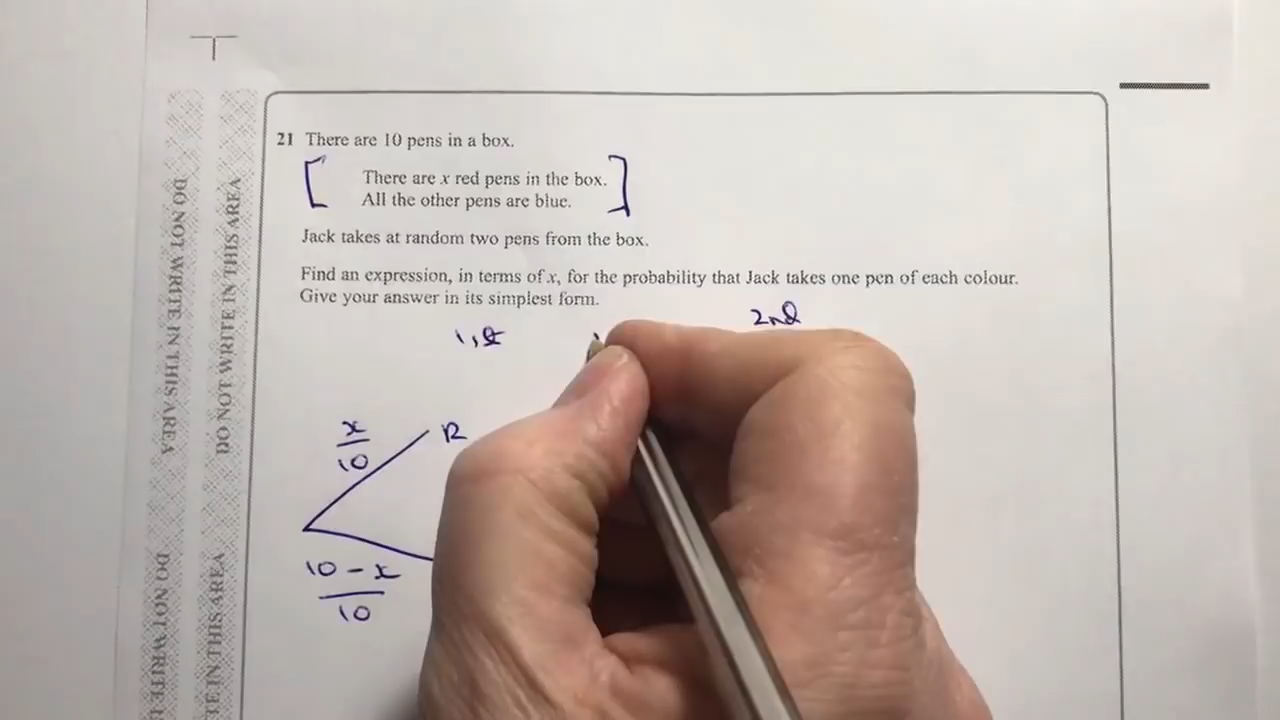 21 There are 10 pens in a box.
There are x red pens in the box.
All the other pens are blue.
Jack takes at random two pens from the box.
Find an expression, in terms of x, for the probability that Jack takes one pen of each colour.
Give your answer in its simplest form.
1st
2nd
x
10
R
10 - x
10
DO NOT WRITE IN THIS AREA
DO NOT WRITE IN THIS AREA
DO NOT WRITE
E IN THIS AREA